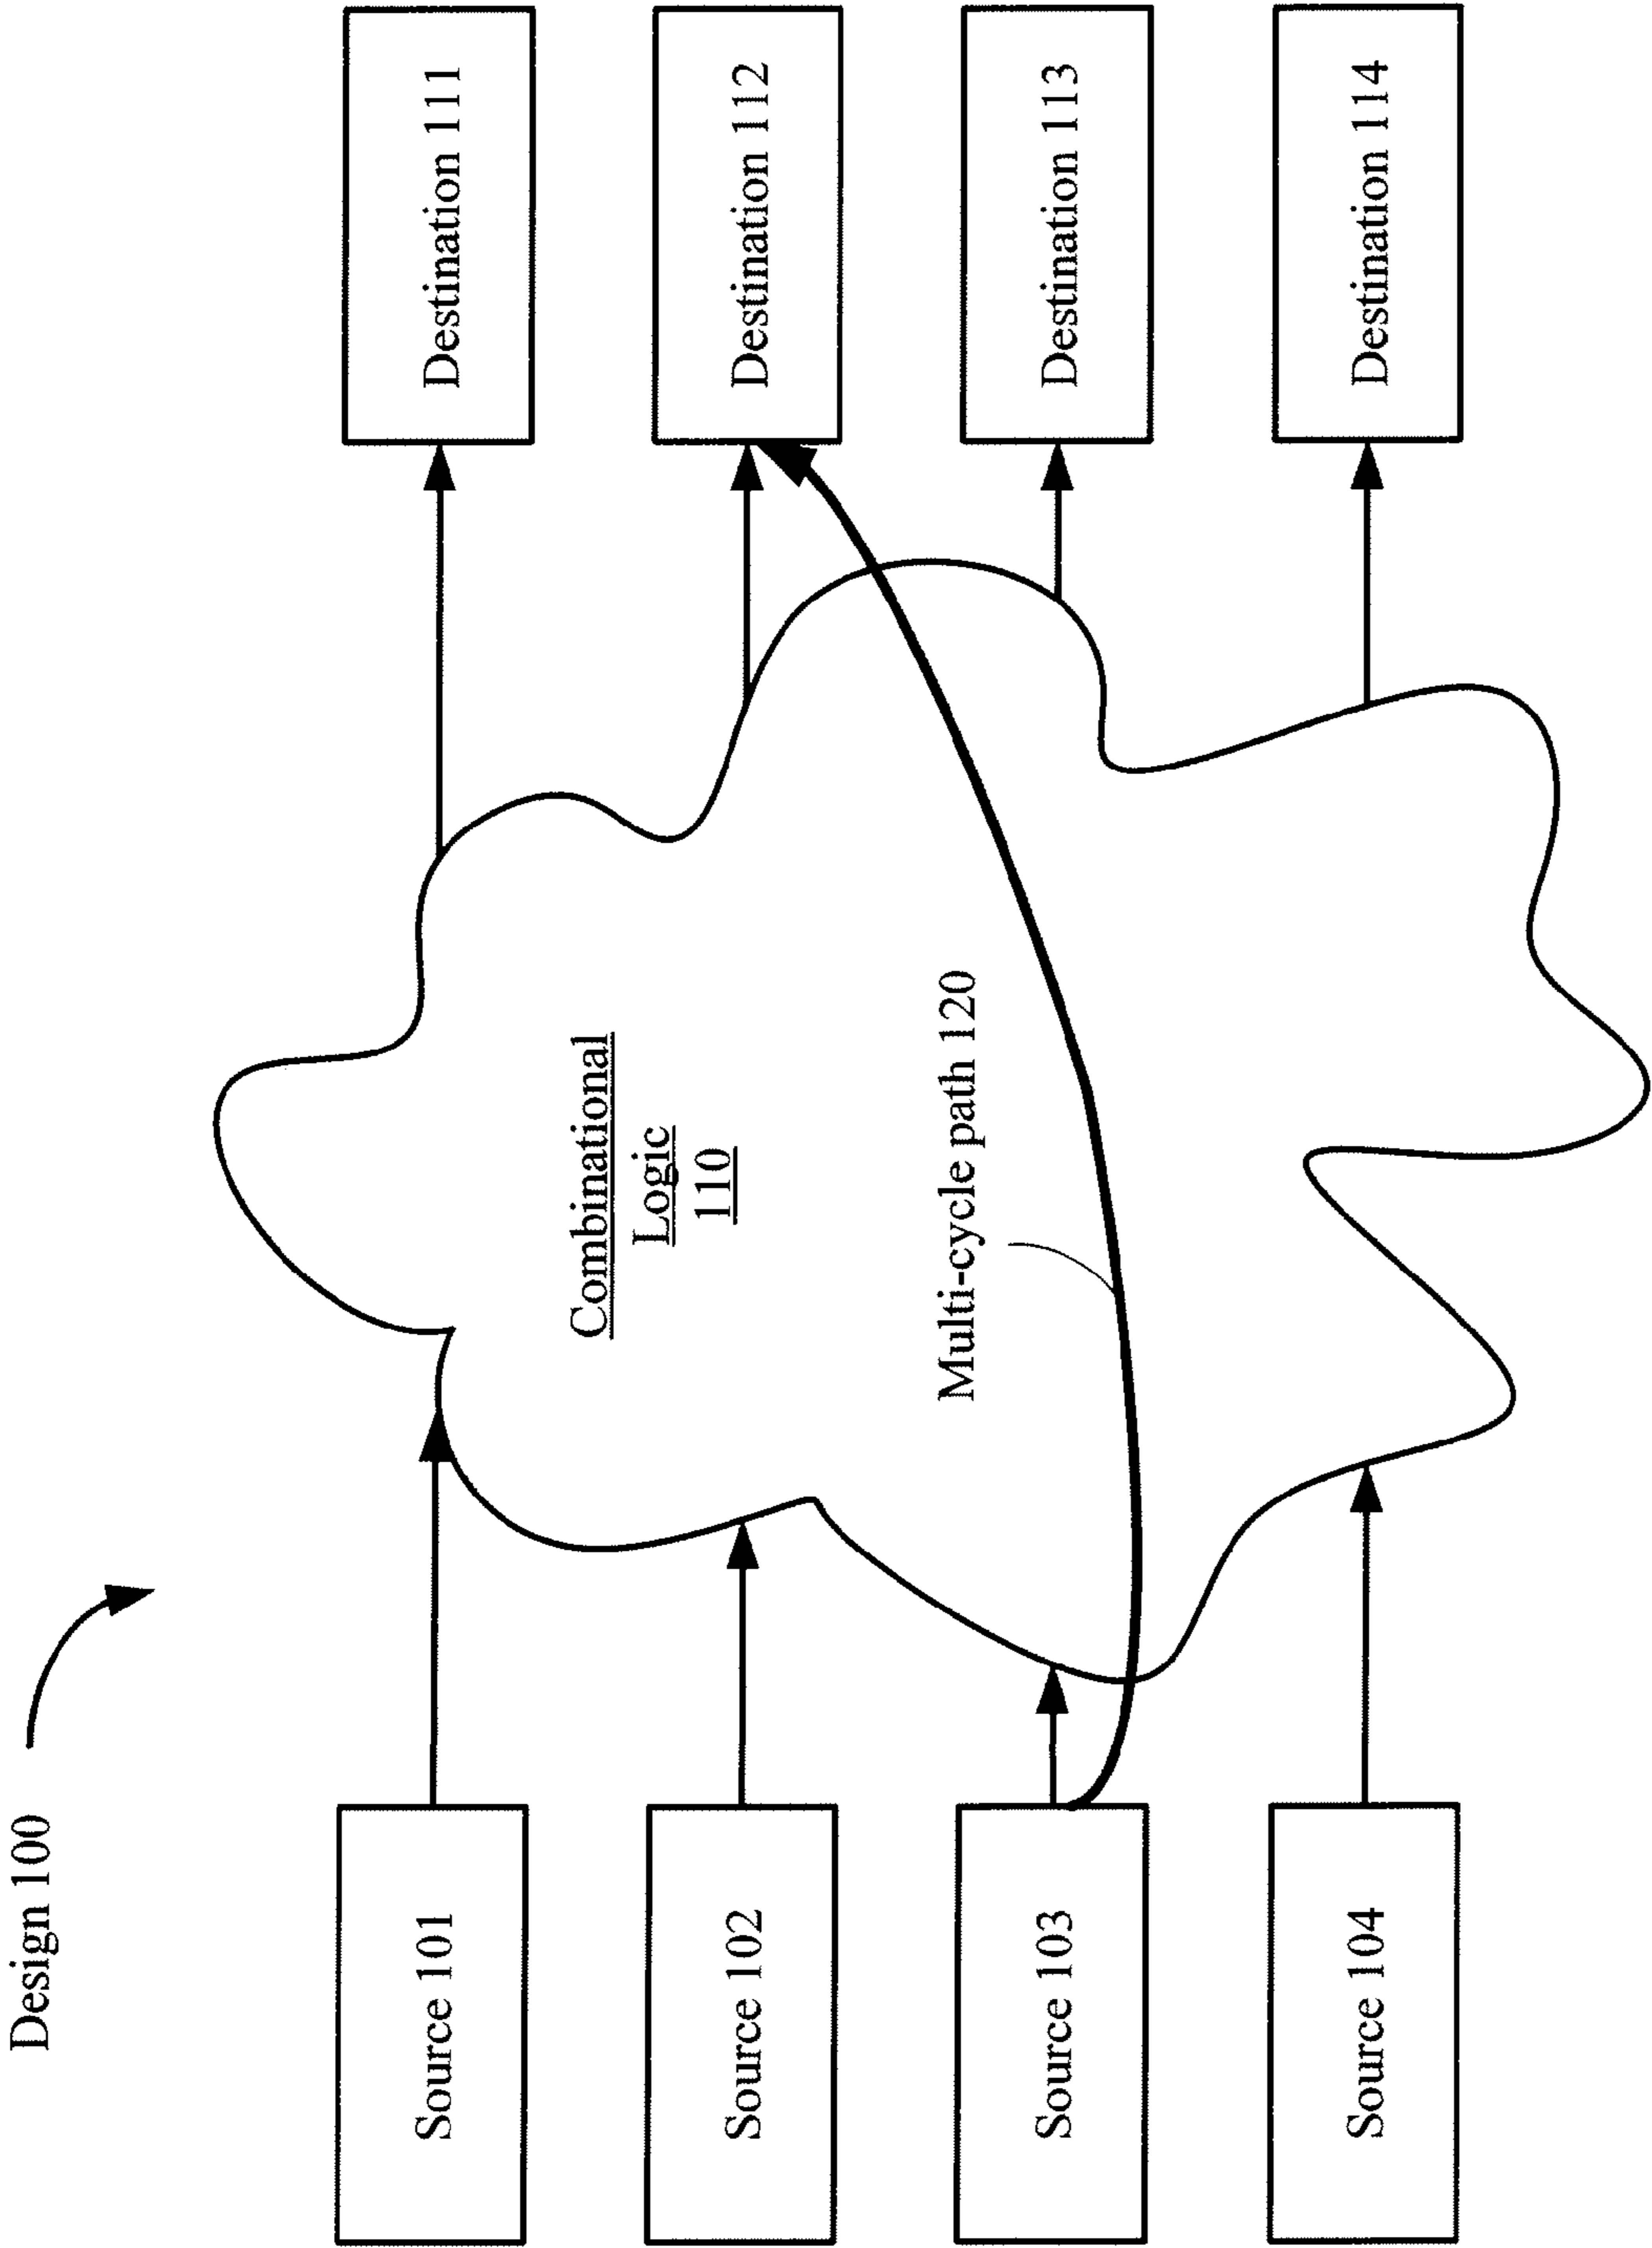 Design 100
Source 101
Source 102
Source 103
Source 104
Combinational
Logic
110
Multi-cycle path 120
Destination 111
Destination 112
Destination 113
Destination 114